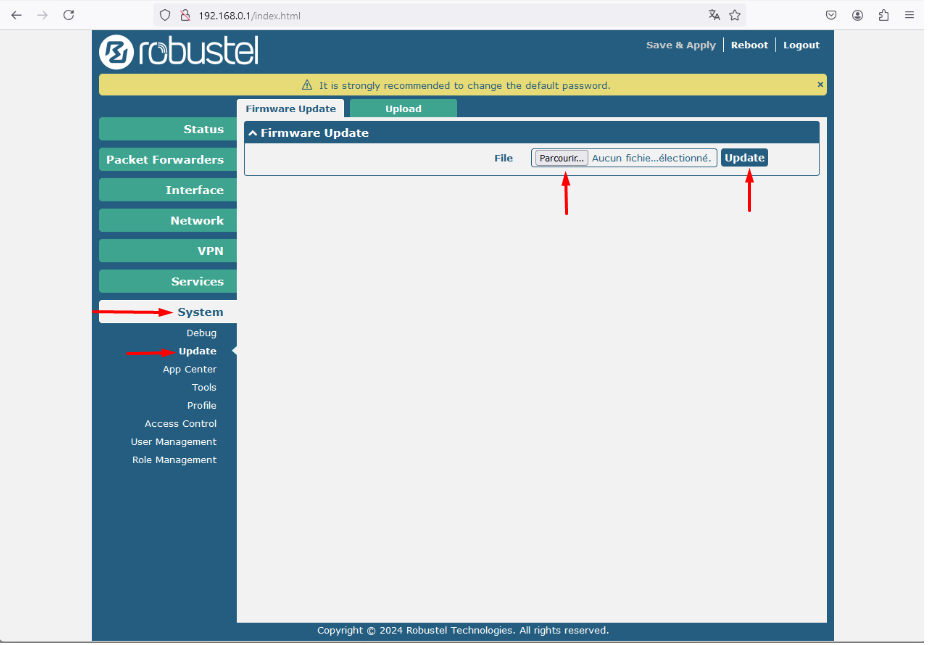 192.168.0.1/index.html
robustel
Save & Apply Reboot Logout
It is strongly recommended to change the default password. ×
Firmware Update Upload
Status
Packet Forwarders
Interface
Network
VPN
Services
System
Debug
Update
App Center
Tools
Profile
Access Control
User Management
Role Management
Firmware Update
File Parcourir... Aucun fichie...électionné. Update
Copyright © 2024 Robustel Technologies. All rights reserved.